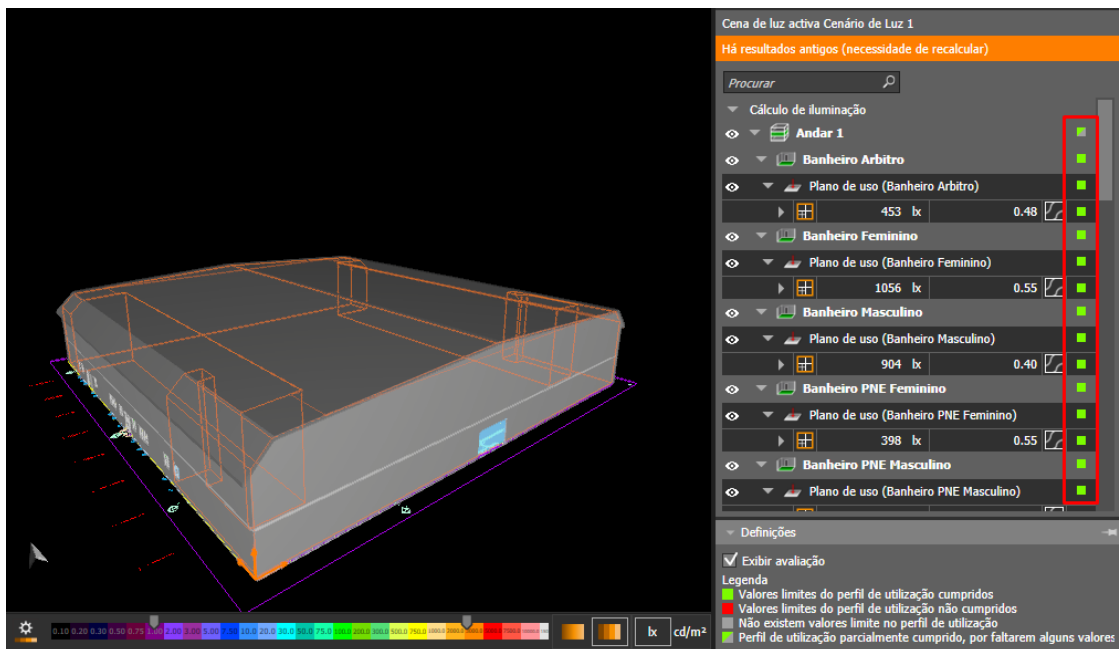 Cena de luz activa Cenário de Luz 1
Há resultados antigos (necessidade de recalcular)
Procurar
Cálculo de iluminação
Andar 1
Banheiro Arbitro
Plano de uso (Banheiro Arbitro)
453 lx 0.48
Banheiro Feminino
Plano de uso (Banheiro Feminino)
1056 lx 0.55
Banheiro Masculino
Plano de uso (Banheiro Masculino)
904 lx 0.40
Banheiro PNE Feminino
Plano de uso (Banheiro PNE Feminino)
398 lx 0.55
Banheiro PNE Masculino
Plano de uso (Banheiro PNE Masculino)
Definições
Exibir avaliação
Legenda
Valores limites do perfil de utilização cumpridos
Valores limites do perfil de utilização não cumpridos
Não existem valores limite no perfil de utilização
Perfil de utilização parcialmente cumprido, por faltarem alguns valores
0.10 0.20 0.30 0.50 0.75 1.00 2.00 3.00 5.00 7.50 10.0 20.0 30.0 50.0 75.0 100.0 200.0 300.0 500.0 750.0 lx cd/m²